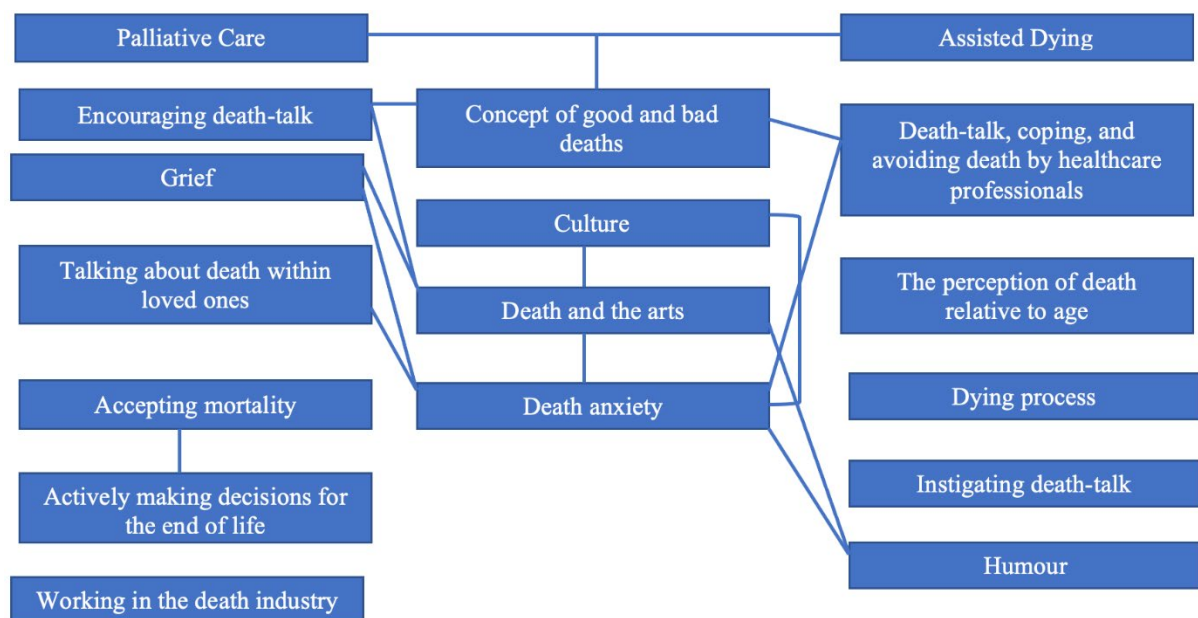 Palliative Care
Assisted Dying
Encouraging death-talk
Concept of good and bad
deaths
Death-talk, coping, and
avoiding death by healthcare
professionals
Grief
Culture
Talking about death within
loved ones
Death and the arts
The perception of death
relative to age
Accepting mortality
Death anxiety
Dying process
Actively making decisions for
the end of life
Instigating death-talk
Humour
Working in the death industry